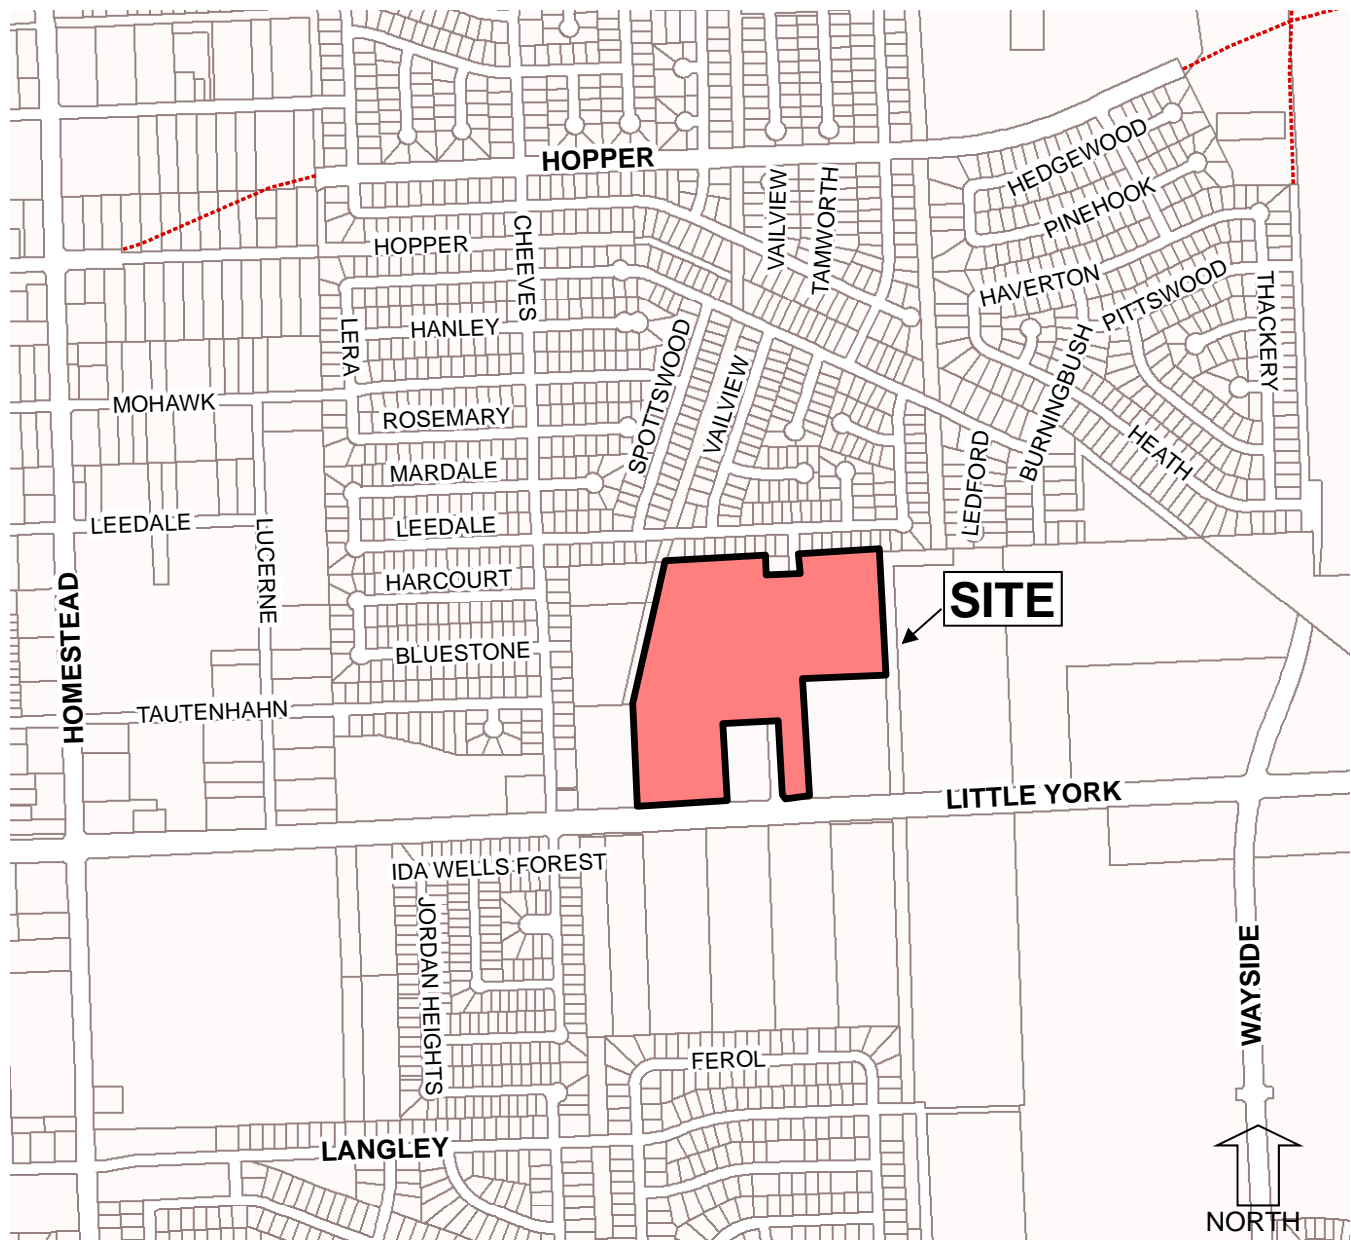 HOPPER
HEDGEWOOD
PINEHOOK
VAILVIEW
TAMWORTH
HOPPER
CHEEVES
HAVERTON
PITTSWOOD
THACKERY
LERA
HANLEY
SPOTTSWOOD
VAILVIEW
BURNINGBUSH
MOHAWK
ROSEMARY
HEATH
MARDALE
LEDFORD
LEEDALE
LEEDALE
LUCERNE
HARCOURT
SITE
HOMESTEAD
BLUESTONE
TAUTENHAHN
LITTLE YORK
IDA WELLS FOREST
JORDAN HEIGHTS
WAYSIDE
FEROL
LANGLEY
NORTH